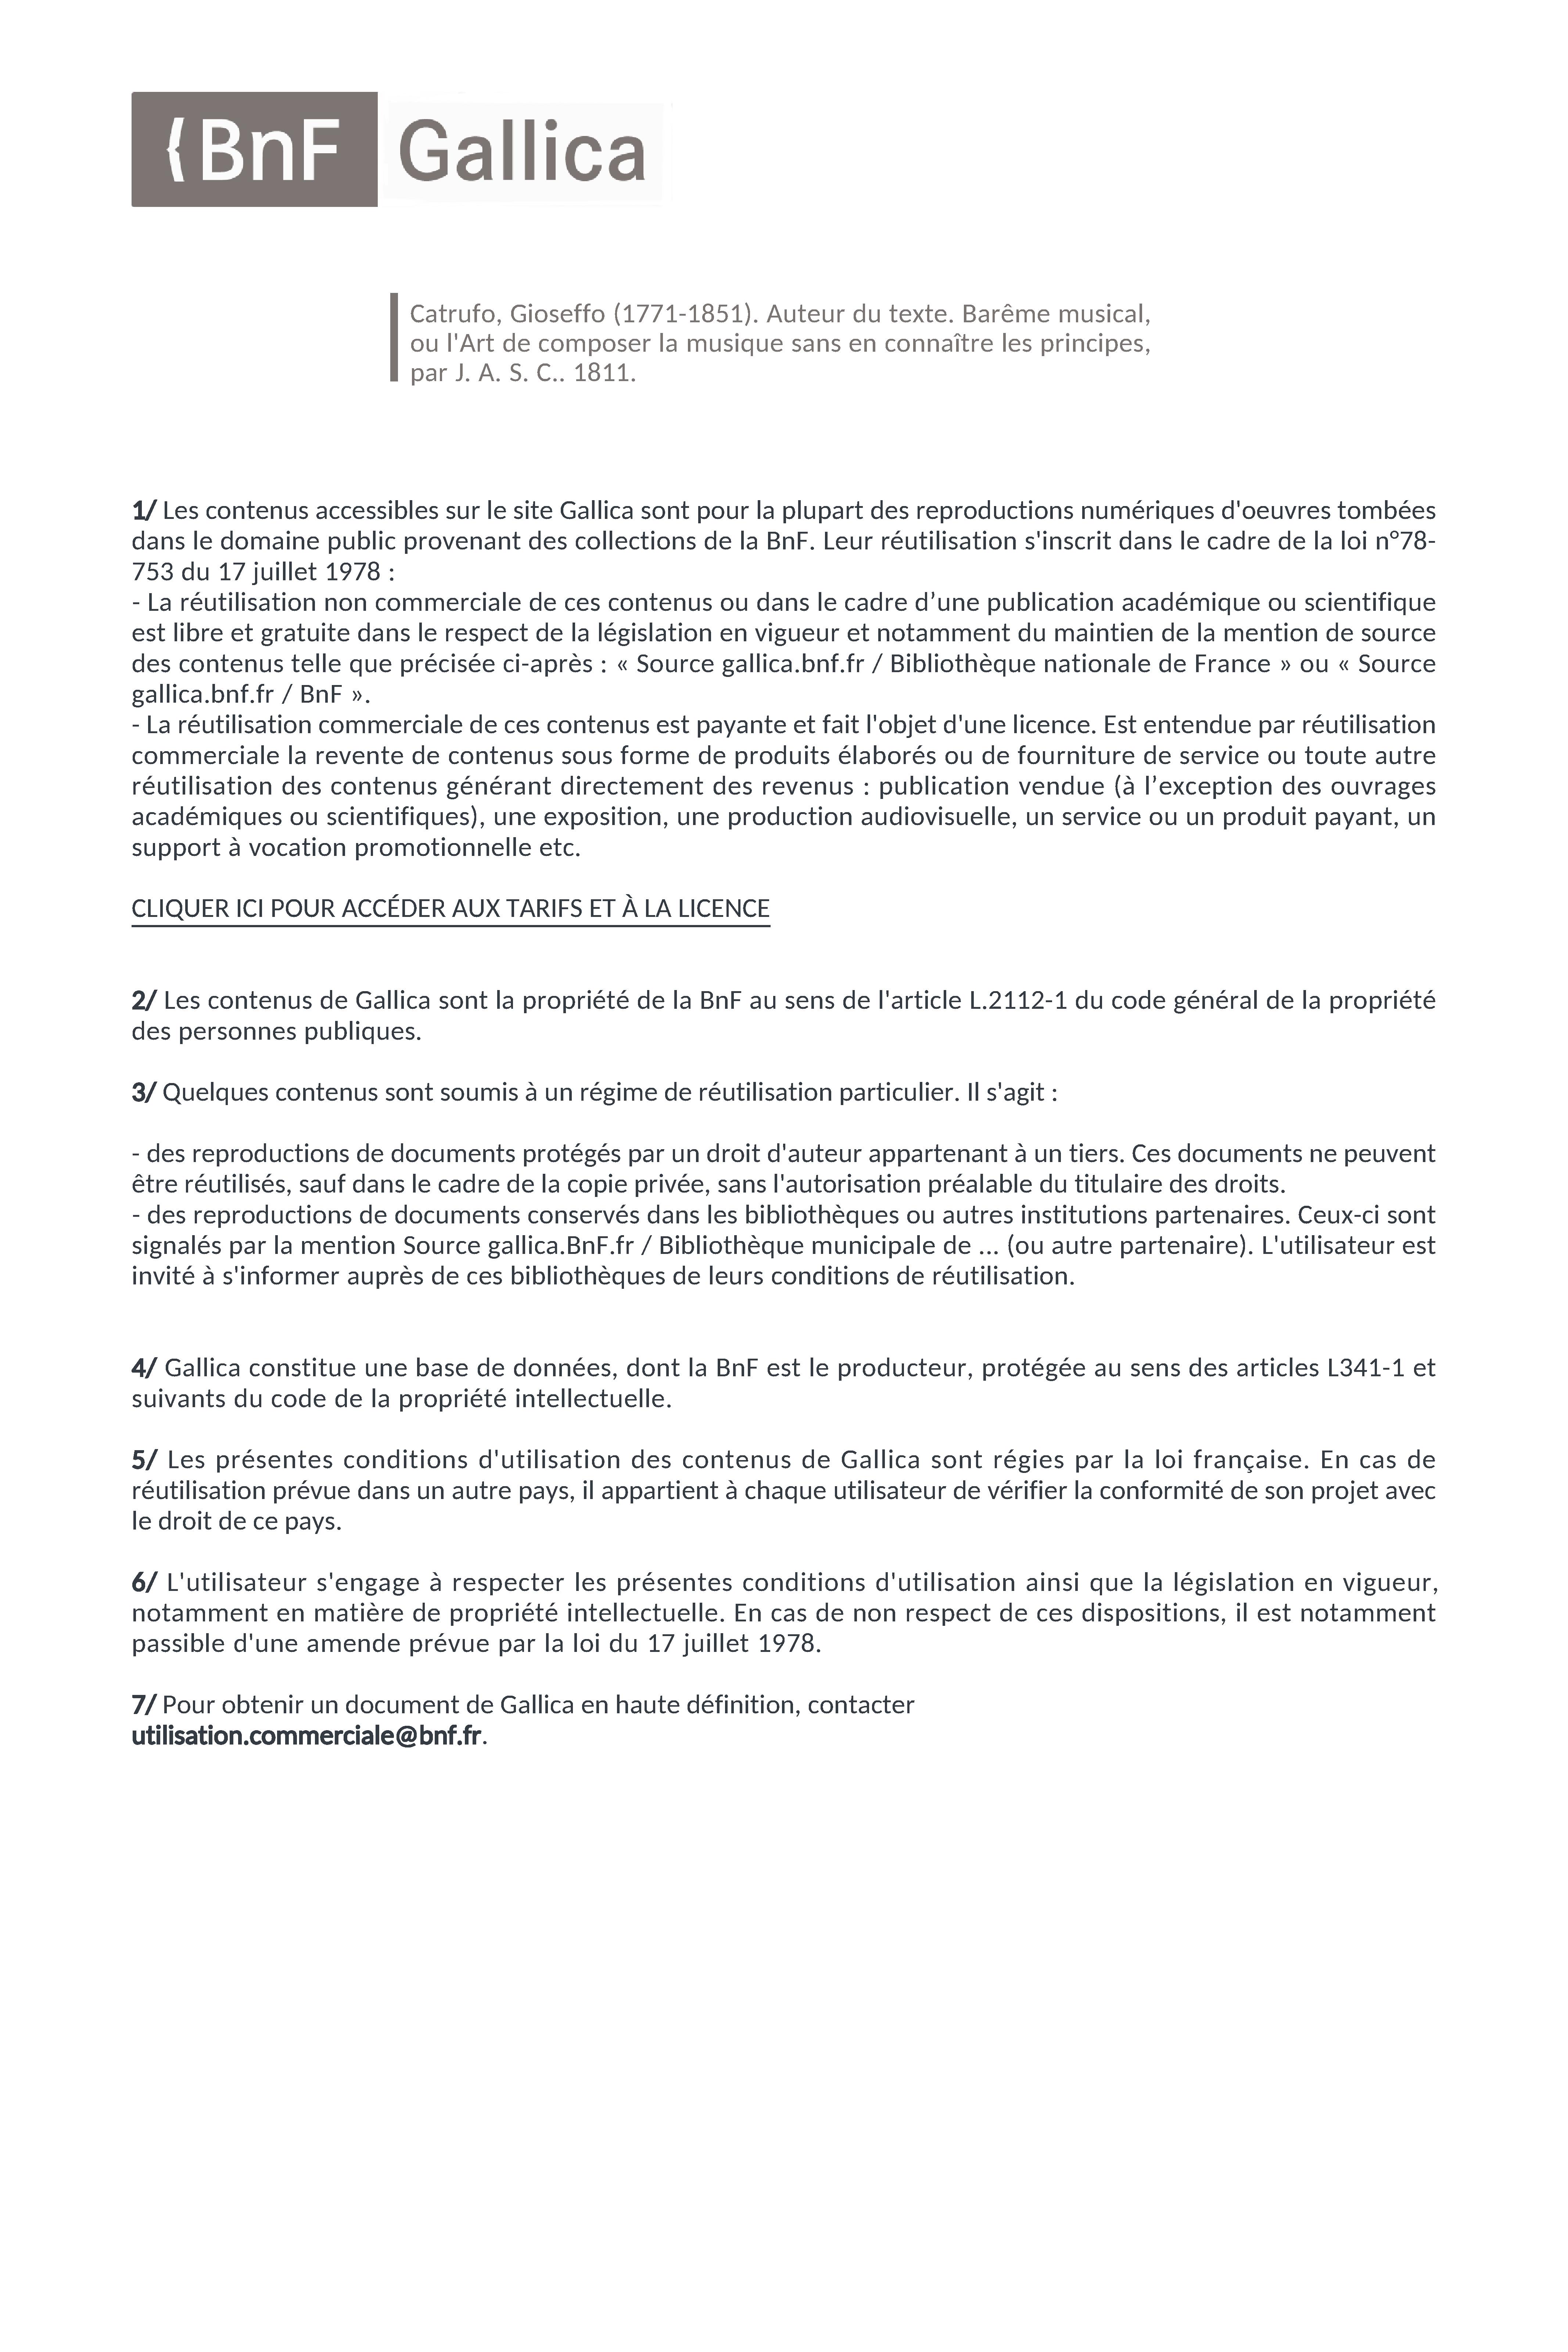 BnF Gallica
Catrufo, Gioseffo (1771-1851). Auteur du texte. Barême musical,
ou l'Art de composer la musique sans en connaître les principes,
par J. A. S. C.. 1811.
1/ Les contenus accessibles sur le site Gallica sont pour la plupart des reproductions numériques d'oeuvres tombées
dans le domaine public provenant des collections de la BnF. Leur réutilisation s'inscrit dans le cadre de la loi n°78-
753 du 17 juillet 1978 :
- La réutilisation non commerciale de ces contenus ou dans le cadre d’une publication académique ou scientifique
est libre et gratuite dans le respect de la législation en vigueur et notamment du maintien de la mention de source
des contenus telle que précisée ci-après : « Source gallica.bnf.fr / Bibliothèque nationale de France » ou « Source
gallica.bnf.fr / BnF ».
- La réutilisation commerciale de ces contenus est payante et fait l'objet d'une licence. Est entendue par réutilisation
commerciale la revente de contenus sous forme de produits élaborés ou de fourniture de service ou toute autre
réutilisation des contenus générant directement des revenus : publication vendue (à l’exception des ouvrages
académiques ou scientifiques), une exposition, une production audiovisuelle, un service ou un produit payant, un
support à vocation promotionnelle etc.
CLIQUER ICI POUR ACCÉDER AUX TARIFS ET À LA LICENCE
2/ Les contenus de Gallica sont la propriété de la BnF au sens de l'article L.2112-1 du code général de la propriété
des personnes publiques.
3/ Quelques contenus sont soumis à un régime de réutilisation particulier. Il s'agit :
- des reproductions de documents protégés par un droit d'auteur appartenant à un tiers. Ces documents ne peuvent
être réutilisés, sauf dans le cadre de la copie privée, sans l'autorisation préalable du titulaire des droits.
- des reproductions de documents conservés dans les bibliothèques ou autres institutions partenaires. Ceux-ci sont
signalés par la mention Source gallica.BnF.fr / Bibliothèque municipale de ... (ou autre partenaire). L'utilisateur est
invité à s'informer auprès de ces bibliothèques de leurs conditions de réutilisation.
4/ Gallica constitue une base de données, dont la BnF est le producteur, protégée au sens des articles L341-1 et
suivants du code de la propriété intellectuelle.
5/ Les présentes conditions d'utilisation des contenus de Gallica sont régies par la loi française. En cas de
réutilisation prévue dans un autre pays, il appartient à chaque utilisateur de vérifier la conformité de son projet avec
le droit de ce pays.
6/ L'utilisateur s'engage à respecter les présentes conditions d'utilisation ainsi que la législation en vigueur,
notamment en matière de propriété intellectuelle. En cas de non respect de ces dispositions, il est notamment
passible d'une amende prévue par la loi du 17 juillet 1978.
7/ Pour obtenir un document de Gallica en haute définition, contacter
utilisation.commerciale@bnf.fr.